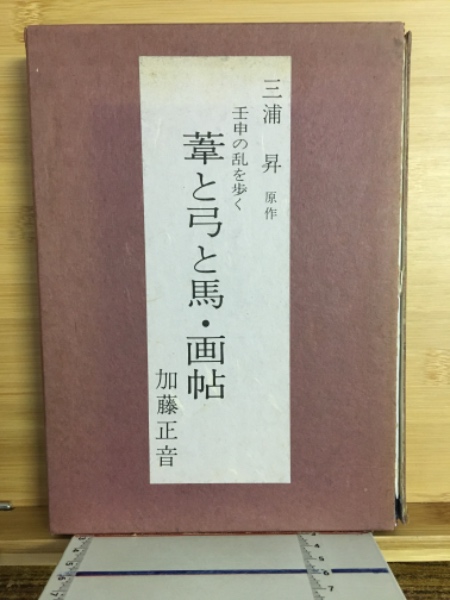 三浦昇 原作
壬申の乱を歩く
葦と弓と馬・画帖
加藤正音